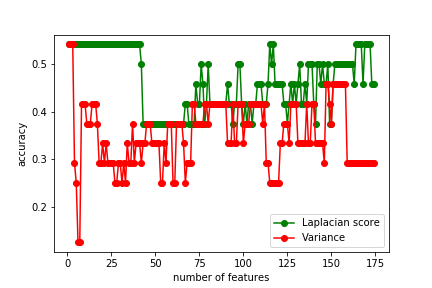 0.5
0.4
0.3
0.2
accuracy
0 25 50 75 100 125 150 175
number of features
Laplacian score
Variance